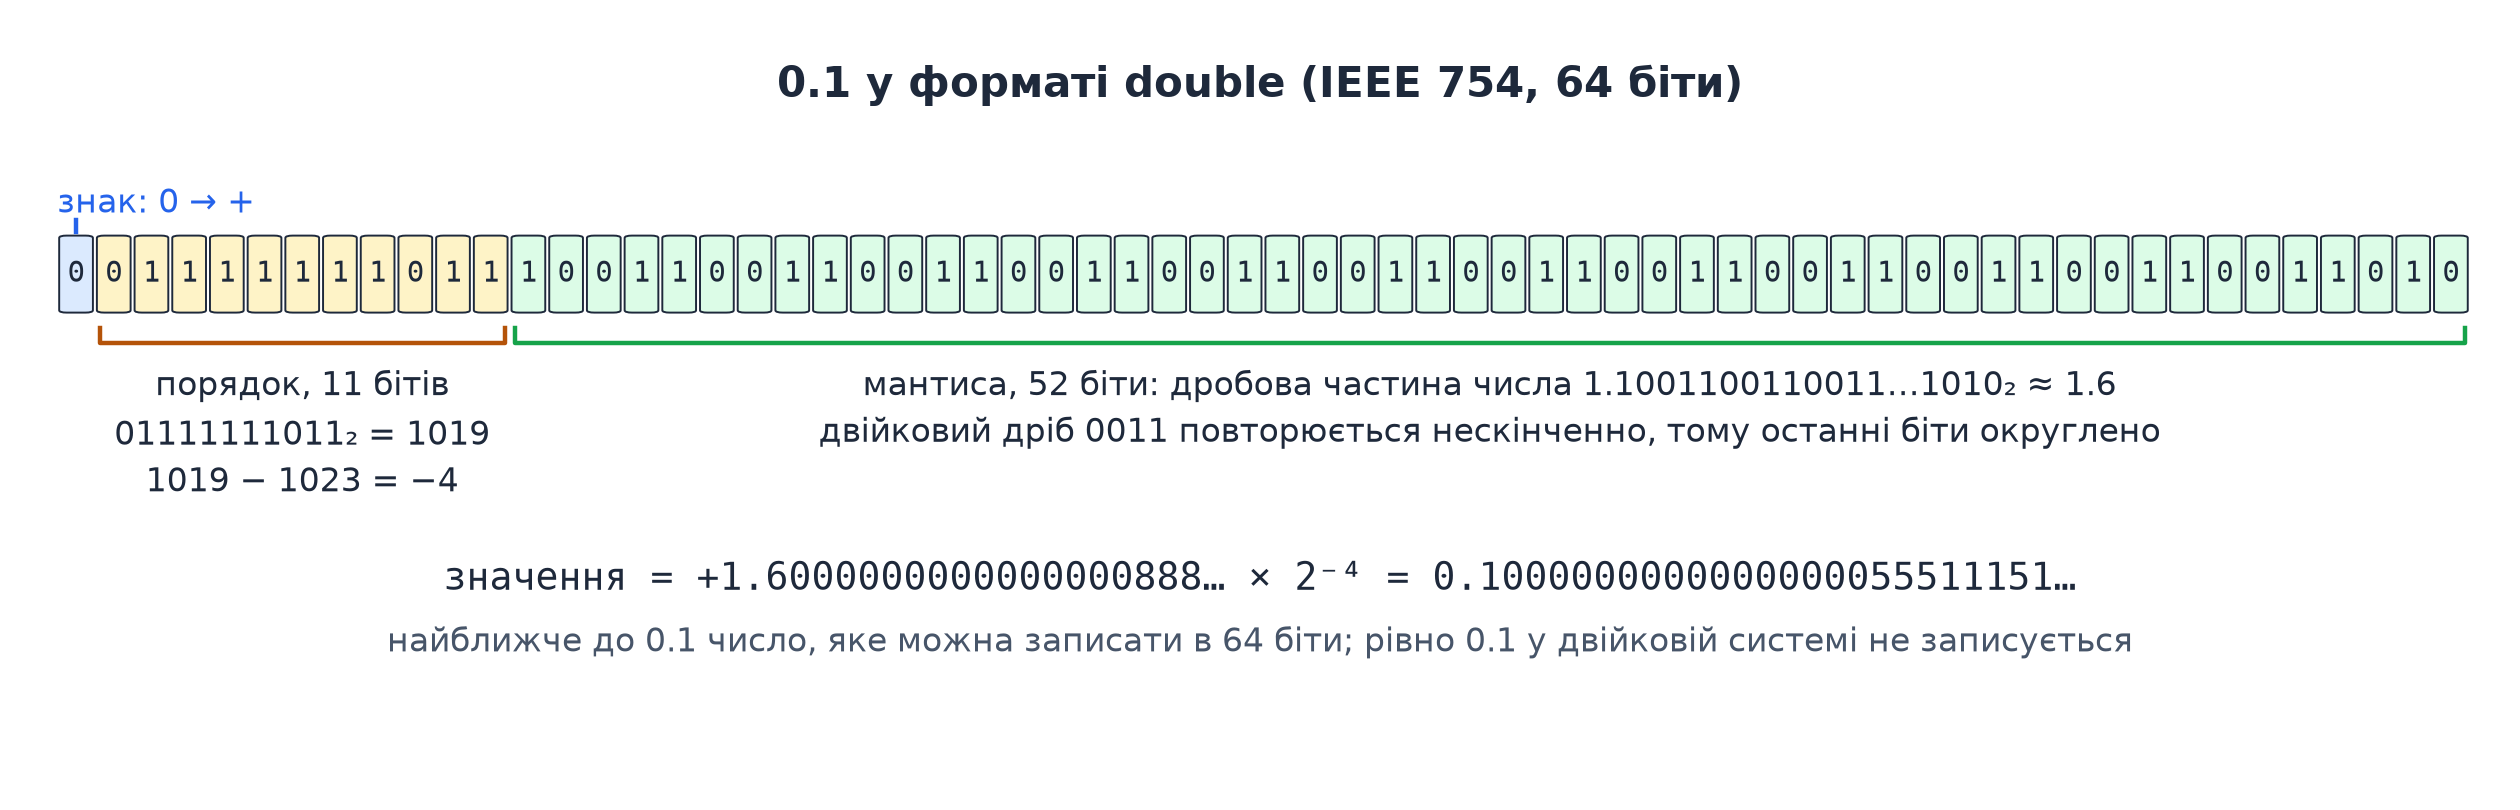 0.1 у форматі double (IEEE 754, 64 біти)
знак: 0 → +
0 0 1 1 1 1 1 1 1 0 1 1 1 0 0 1 1 0 0 1 1 0 0 1 1 0 0 1 1 0 0 1 1 0 0 1 1 0 0 1 1 0 0 1 1 0 0 1 1 0 0 1 1 0 0 1 1 0 0 1 1 0 1 0
порядок, 11 бітів
01111111011₂ = 1019
1019 − 1023 = −4
мантиса, 52 біти: дробова частина числа 1.1001100110011…1010₂ ≈ 1.6
двійковий дріб 0011 повторюється нескінченно, тому останні біти округлено
значення = +1.6000000000000000888… × 2⁻⁴ = 0.1000000000000000055511151…
найближче до 0.1 число, яке можна записати в 64 біти; рівно 0.1 у двійковій системі не записується